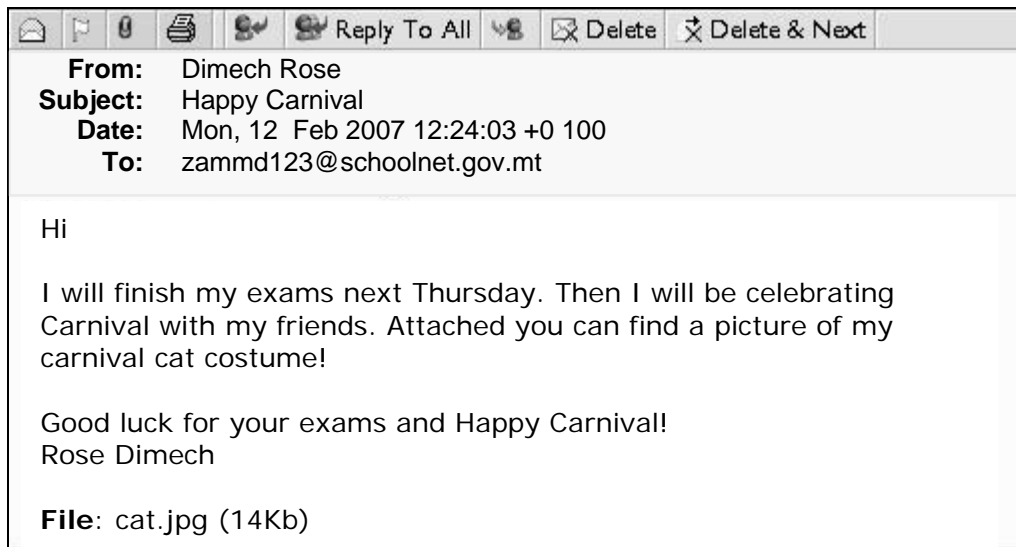 Reply To All Delete Delete & Next
From: Dimech Rose
Subject: Happy Carnival
Date: Mon, 12 Feb 2007 12:24:03 +0 100
To: zammd123@schoolnet.gov.mt
Hi
I will finish my exams next Thursday. Then I will be celebrating
Carnival with my friends. Attached you can find a picture of my
carnival cat costume!
Good luck for your exams and Happy Carnival!
Rose Dimech
File: cat.jpg (14Kb)